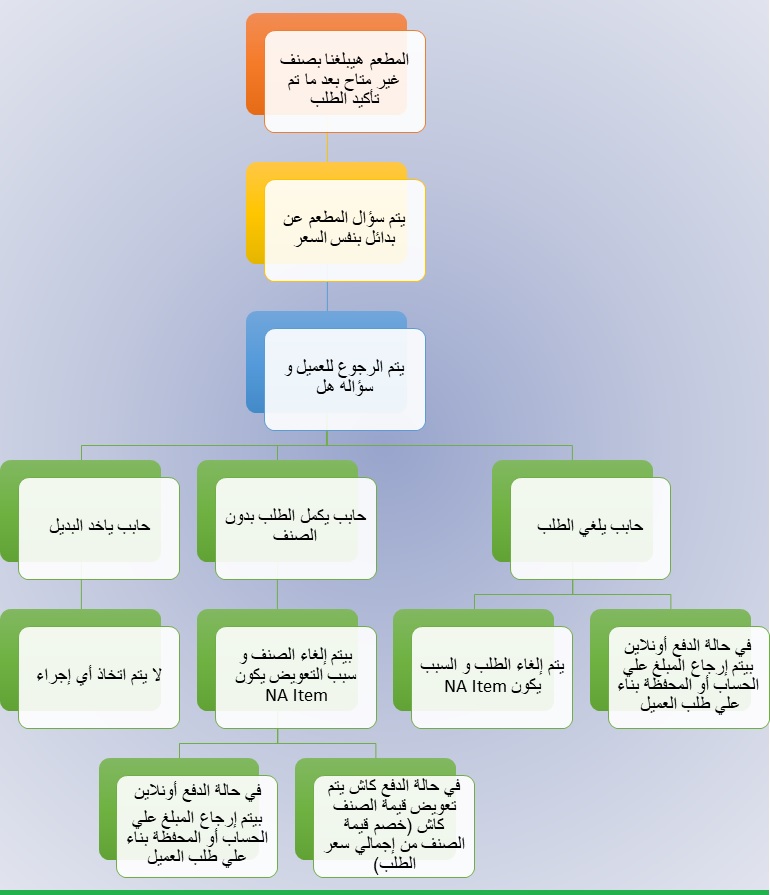 المطعم هيبلغنا بصنف
غير متاح بعد ما تم
تأكيد الطلب
يتم سؤال المطعم عن
بدائل بنفس السعر
يتم الرجوع للعميل و
سؤاله هل
حابب يلغي الطلب
حابب يكمل الطلب بدون
الصنف
حابب ياخد البديل
في حالة الدفع أونلاين
بيتم إرجاع المبلغ علي
الحساب أو المحفظة بناء
علي طلب العميل
يتم إلغاء الطلب و السبب
يكون NA Item
بيتم إلغاء الصنف و
سبب التعويض يكون
NA Item
لا يتم اتخاذ أي إجراء
في حالة الدفع كاش يتم
تعويض قيمة الصنف
كاش (خصم قيمة
الصنف من إجمالي سعر
الطلب)
في حالة الدفع أونلاين
بيتم إرجاع المبلغ علي
الحساب أو المحفظة بناء
علي طلب العميل